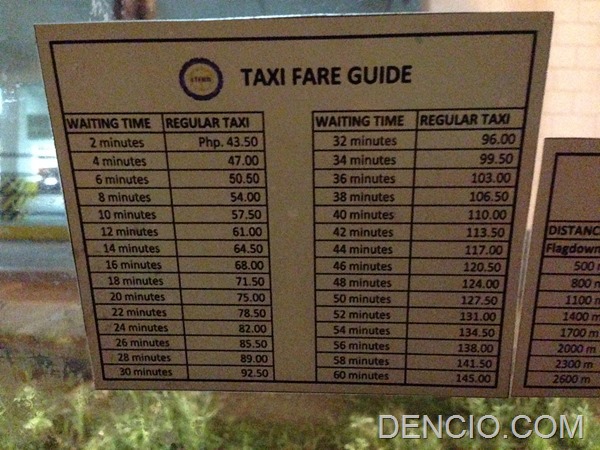 TAXI FARE GUIDE
WAITING TIME REGULAR TAXI
2 minutes Php. 43.50
4 minutes 47.00
6 minutes 50.50
8 minutes 54.00
10 minutes 57.50
12 minutes 61.00
14 minutes 64.50
16 minutes 68.00
18 minutes 71.50
20 minutes 75.00
22 minutes 78.50
24 minutes 82.00
26 minutes 85.50
28 minutes 89.00
30 minutes 92.50
WAITING TIME REGULAR TAXI
32 minutes 96.00
34 minutes 99.50
36 minutes 103.00
38 minutes 106.50
40 minutes 110.00
42 minutes 113.50
44 minutes 117.00
46 minutes 120.50
48 minutes 124.00
50 minutes 127.50
52 minutes 131.00
54 minutes 134.50
56 minutes 138.00
58 minutes 141.50
60 minutes 145.00
DISTANC
Flagdown
500 m
800 m
1100 m
1400 m
1700 m
2000 m
2300 m
2600 m
DENCIO.COM